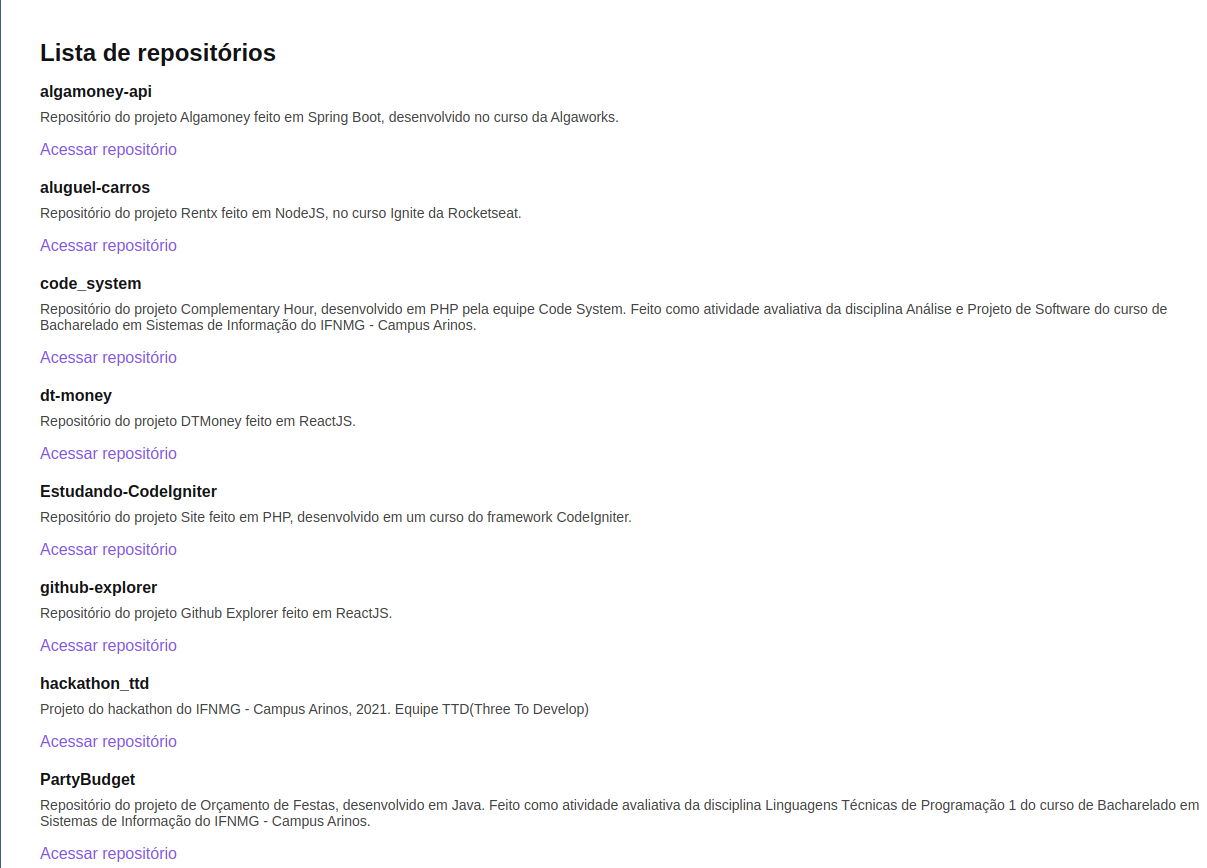 Lista de repositórios
algamoney-api
Repositório do projeto Algamoney feito em Spring Boot, desenvolvido no curso da Algaworks.
Acessar repositório
aluguel-carros
Repositório do projeto Rentx feito em NodeJS, no curso Ignite da Rocketseat.
Acessar repositório
code_system
Repositório do projeto Complementary Hour, desenvolvido em PHP pela equipe Code System. Feito como atividade avaliativa da disciplina Análise e Projeto de Software do curso de
Bacharelado em Sistemas de Informação do IFNMG - Campus Arinos.
Acessar repositório
dt-money
Repositório do projeto DTMoney feito em ReactJS.
Acessar repositório
Estudando-CodeIgniter
Repositório do projeto Site feito em PHP, desenvolvido em um curso do framework CodeIgniter.
Acessar repositório
github-explorer
Repositório do projeto Github Explorer feito em ReactJS.
Acessar repositório
hackathon_ttd
Projeto do hackathon do IFNMG - Campus Arinos, 2021. Equipe TTD(Three To Develop)
Acessar repositório
PartyBudget
Repositório do projeto de Orçamento de Festas, desenvolvido em Java. Feito como atividade avaliativa da disciplina Linguagens Técnicas de Programação 1 do curso de Bacharelado em
Sistemas de Informação do IFNMG - Campus Arinos.
Acessar repositório